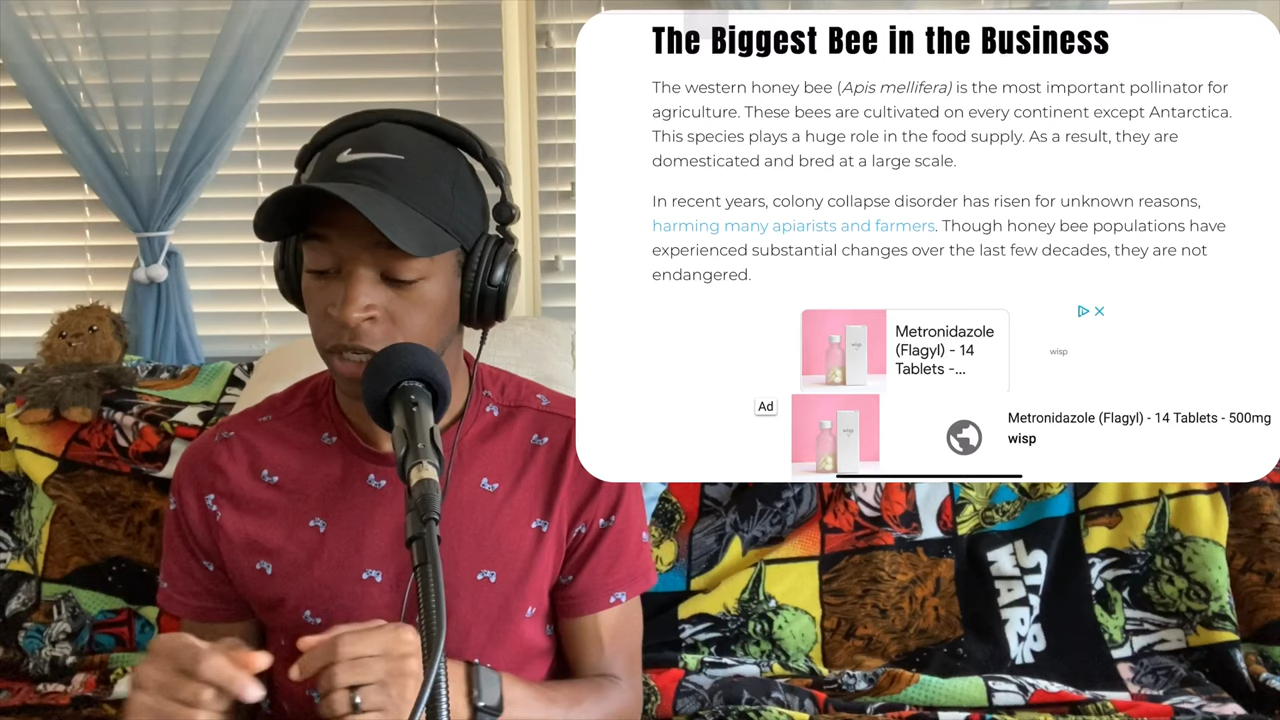 The Biggest Bee in the Business
The western honey bee (Apis mellifera) is the most important pollinator for
agriculture. These bees are cultivated on every continent except Antarctica.
This species plays a huge role in the food supply. As a result, they are
domesticated and bred at a large scale.
In recent years, colony collapse disorder has risen for unknown reasons,
harming many apiarists and farmers. Though honey bee populations have
experienced substantial changes over the last few decades, they are not
endangered.
Metronidazole
(Flagyl) - 14
Tablets -...
wisp
wisp
Ad
Metronidazole (Flagyl) - 14 Tablets - 500mg
wisp
wisp
STAR
WARS